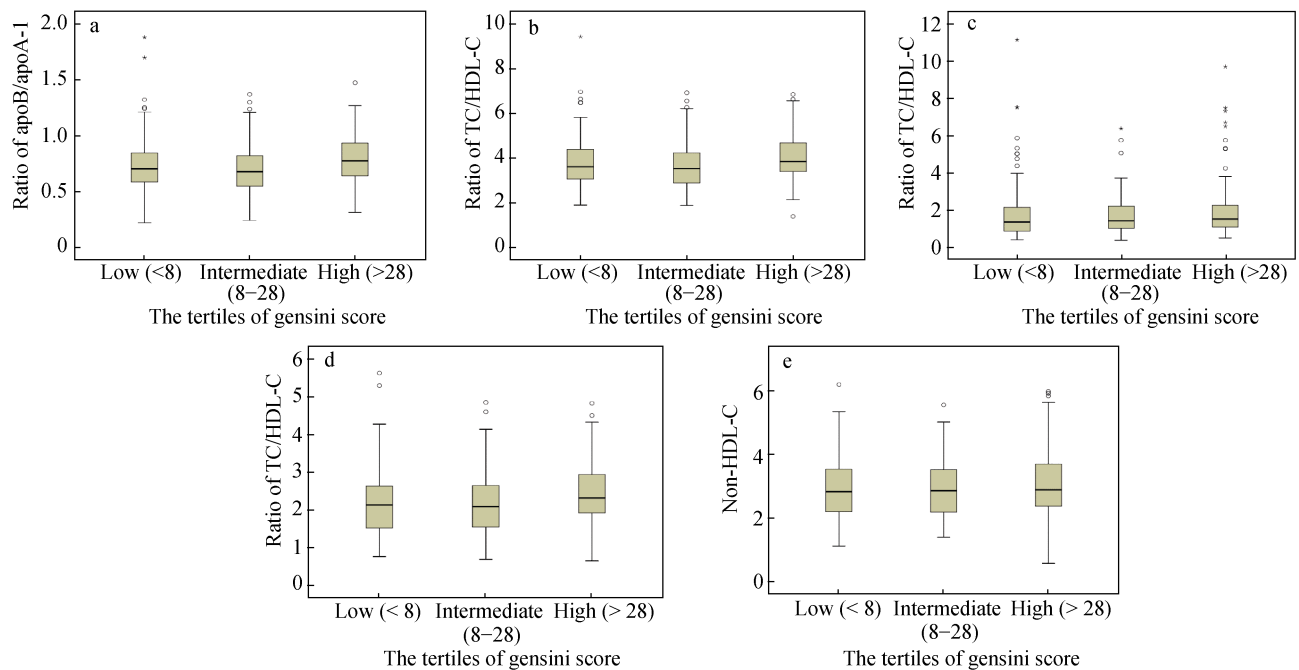 a
Ratio of apoB/apoA-1
2.0
1.5
1.0
0.5
0
Low (<8) Intermediate High (>28)
(8−28)
The tertiles of gensini score
b
Ratio of TC/HDL-C
10
8
6
4
2
0
Low (<8) Intermediate High (>28)
(8−28)
The tertiles of gensini score
c
Ratio of TC/HDL-C
12
10
8
6
4
2
0
Low (<8) Intermediate High (>28)
(8−28)
The tertiles of gensini score
d
Ratio of TC/HDL-C
6
5
4
3
2
1
0
Low (< 8) Intermediate High (> 28)
(8−28)
The tertiles of gensini score
e
Non-HDL-C
6
4
2
0
Low (< 8) Intermediate High (> 28)
(8−28)
The tertiles of gensini score